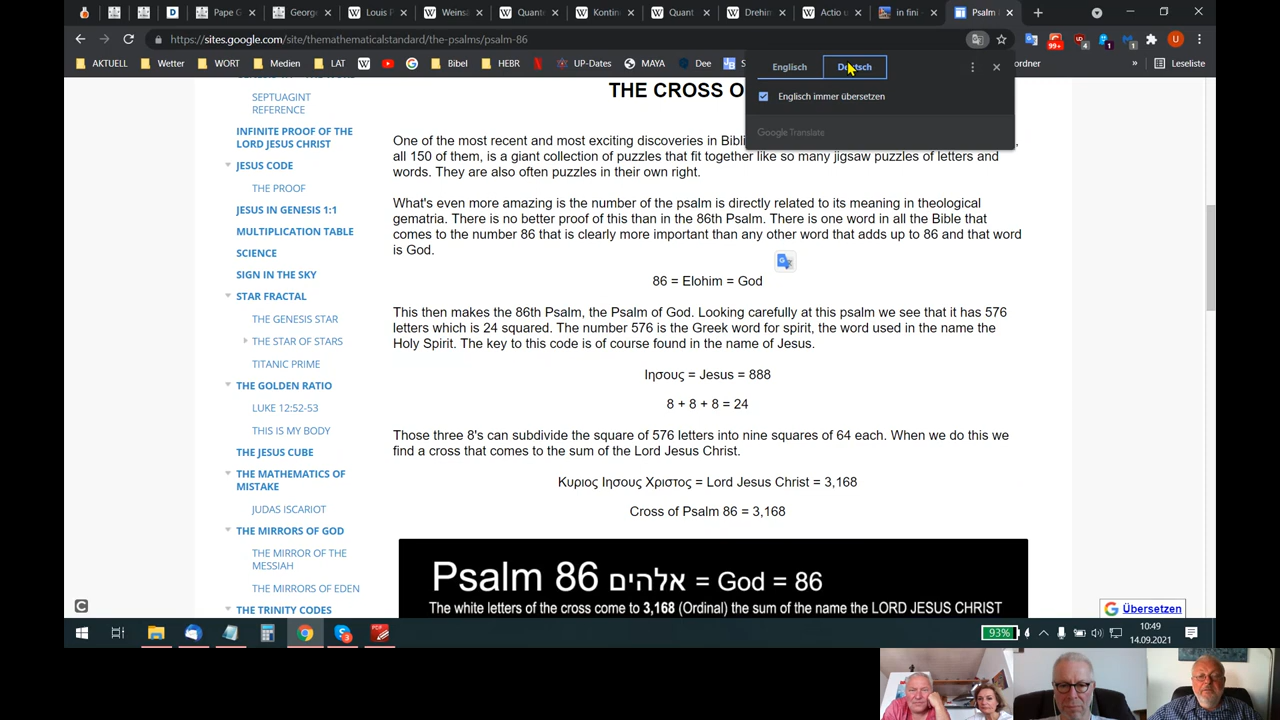 Pape G
George
Louis P
Weins
Quante
Kontin
Quant
Drehim
Actio u
in fini -
Psalm 8
https://sites.google.com/site/themathematicalstandard/the-psalms/psalm-86
99+
4
1
U
AKTUELL
Wetter
WORT
Medien
LAT
Bibel
HEBR
UP-Dates
MAYA
Dee
S
»
Leseliste
Englisch
Deutsch
Englisch immer übersetzen
Google Translate
SEPTUAGINT
REFERENCE
INFINITE PROOF OF THE
LORD JESUS CHRIST
JESUS CODE
THE PROOF
JESUS IN GENESIS 1:1
MULTIPLICATION TABLE
SCIENCE
SIGN IN THE SKY
STAR FRACTAL
THE GENESIS STAR
THE STAR OF STARS
TITANIC PRIME
THE GOLDEN RATIO
LUKE 12:52-53
THIS IS MY BODY
THE JESUS CUBE
THE MATHEMATICS OF
MISTAKE
JUDAS ISCARIOT
THE MIRRORS OF GOD
THE MIRROR OF THE
MESSIAH
THE MIRRORS OF EDEN
THE TRINITY CODES
THE CROSS O
One of the most recent and most exciting discoveries in Bibl
all 150 of them, is a giant collection of puzzles that fit together like so many jigsaw puzzles of letters and
words. They are also often puzzles in their own right.
What's even more amazing is the number of the psalm is directly related to its meaning in theological
gematria. There is no better proof of this than in the 86th Psalm. There is one word in all the Bible that
comes to the number 86 that is clearly more important than any other word that adds up to 86 and that word
is God.
86 = Elohim = God
This then makes the 86th Psalm, the Psalm of God. Looking carefully at this psalm we see that it has 576
letters which is 24 squared. The number 576 is the Greek word for spirit, the word used in the name the
Holy Spirit. The key to this code is of course found in the name of Jesus.
Ιησους = Jesus = 888
8 + 8 + 8 = 24
Those three 8's can subdivide the square of 576 letters into nine squares of 64 each. When we do this we
find a cross that comes to the sum of the Lord Jesus Christ.
Κυριος Ιησους Χριστος = Lord Jesus Christ = 3,168
Cross of Psalm 86 = 3,168
Psalm 86 אלהים = God = 86
The white letters of the cross come to 3,168 (Ordinal) the sum of the name the LORD JESUS CHRIST
Übersetzen
93%
10:49
14.09.2021